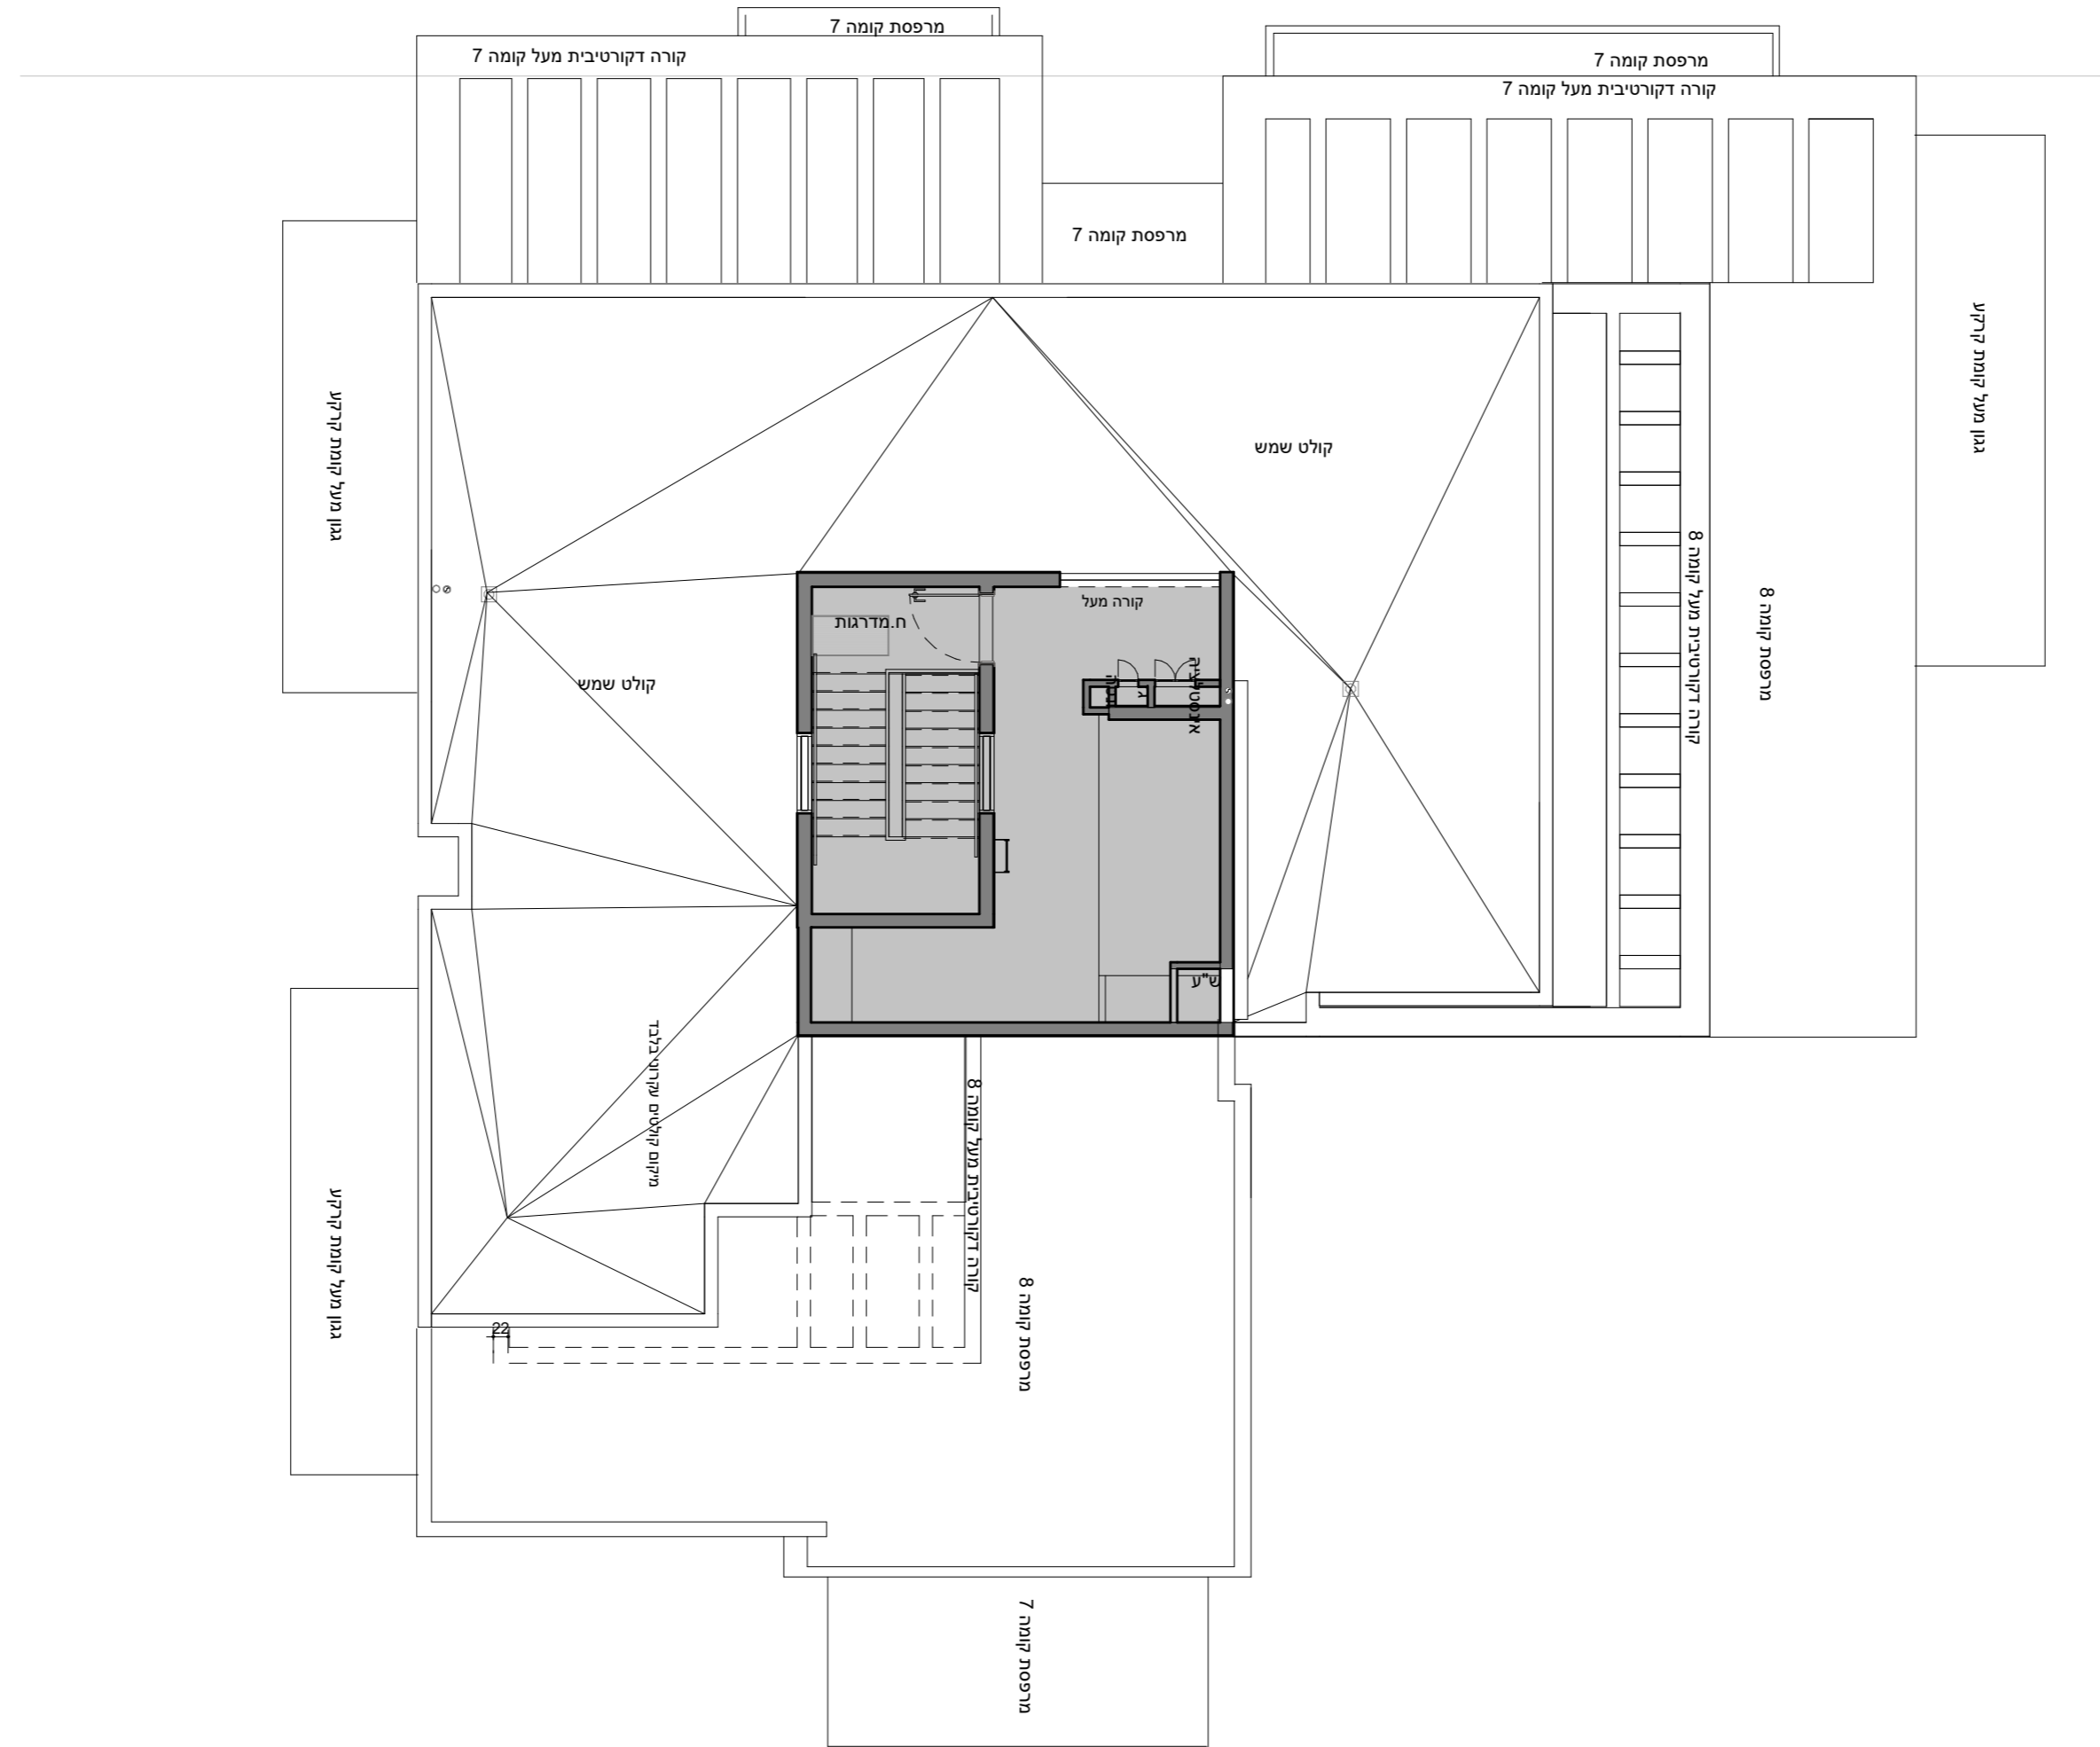 מרפסת קומה 7
קורה דקורטיבית מעל קומה 7
מרפסת קומה 7
קורה דקורטיבית מעל קומה 7
מרפסת קומה 7
גגון מעל קומת קרקע
גגון מעל קומת קרקע
קולט שמש
קורה דקורטיבית מעל קומה 8
מרפסת קומה 8
קורה מעל
ח.מדרגות
קולט שמש
אינסטלציה
ש"ע
מיקום קולטים עקרוני בלבד
קורה דקורטיבית מעל קומה 8
גגון מעל קומת קרקע
מרפסת קומה 8
22
מרפסת קומה 7